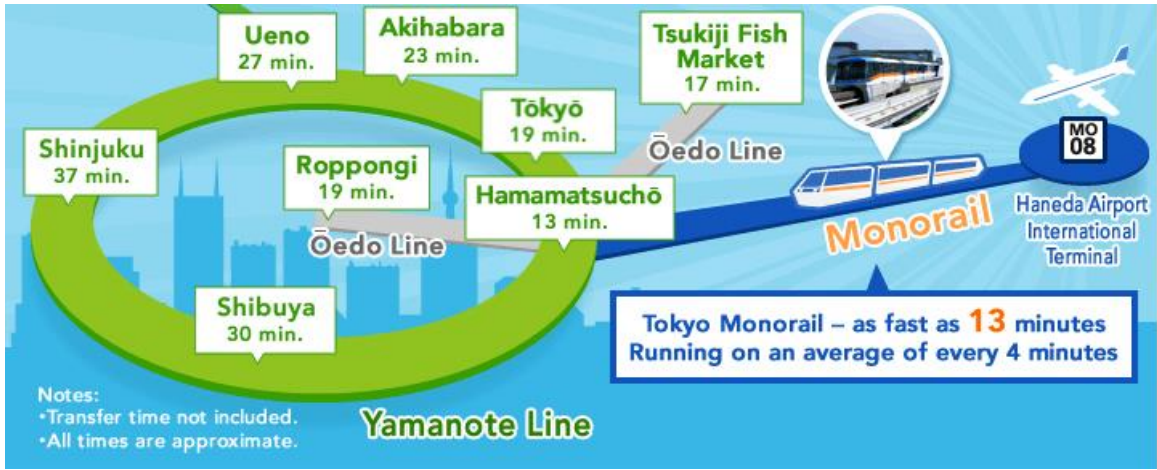 Ueno
27 min.
Akihabara
23 min.
Tsukiji Fish
Market
17 min.
Tōkyō
19 min.
Shinjuku
37 min.
Roppongi
19 min.
Ōedo Line
Hamamatsuchō
13 min.
Ōedo Line
MO
08
Monorail
Haneda Airport
International
Terminal
Shibuya
30 min.
Tokyo Monorail – as fast as 13 minutes
Running on an average of every 4 minutes
Notes:
•Transfer time not included.
•All times are approximate.
Yamanote Line